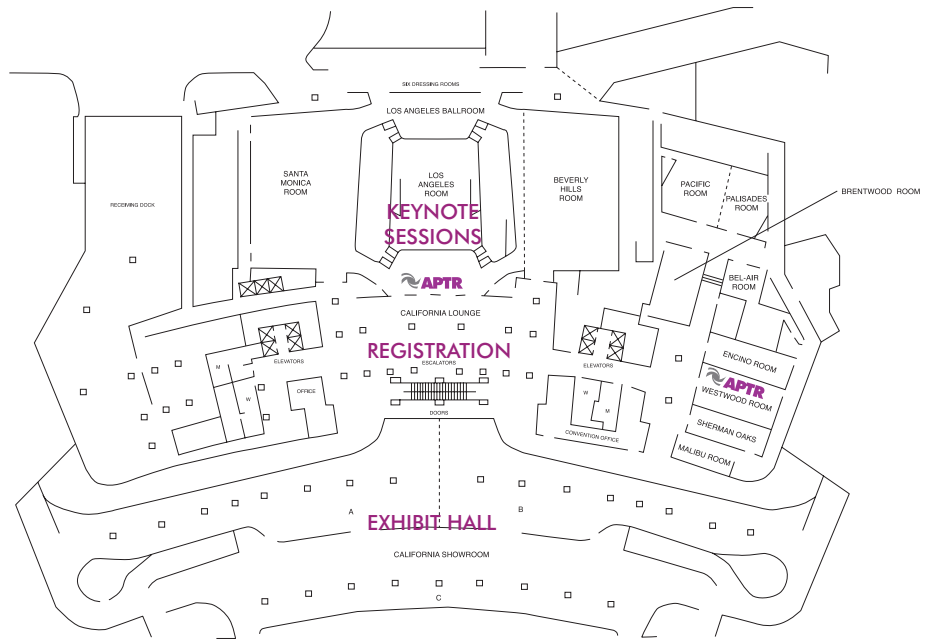 SIX DRESSING ROOMS
LOS ANGELES BALLROOM
SANTA
MONICA
ROOM
LOS
ANGELES
ROOM
BEVERLY
HILLS
ROOM
PACIFIC
ROOM
PALISADES
ROOM
BRENTWOOD ROOM
RECEIVING DOCK
KEYNOTE
SESSIONS
APTR
BEL-AIR
ROOM
CALIFORNIA LOUNGE
REGISTRATION
ESCALATORS
ELEVATORS
ELEVATORS
ENCINO ROOM
APTR
WESTWOOD ROOM
M
W
OFFICE
W
M
DOORS
CONVENTION OFFICE
SHERMAN OAKS
MALIBU ROOM
A
B
EXHIBIT HALL
CALIFORNIA SHOWROOM
C